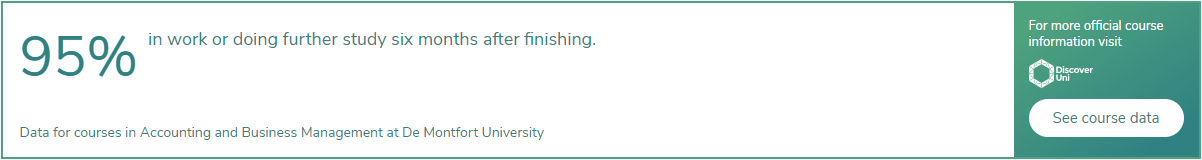 95% in work or doing further study six months after finishing.
Data for courses in Accounting and Business Management at De Montfort University
For more official course
information visit
Discover
Uni
See course data